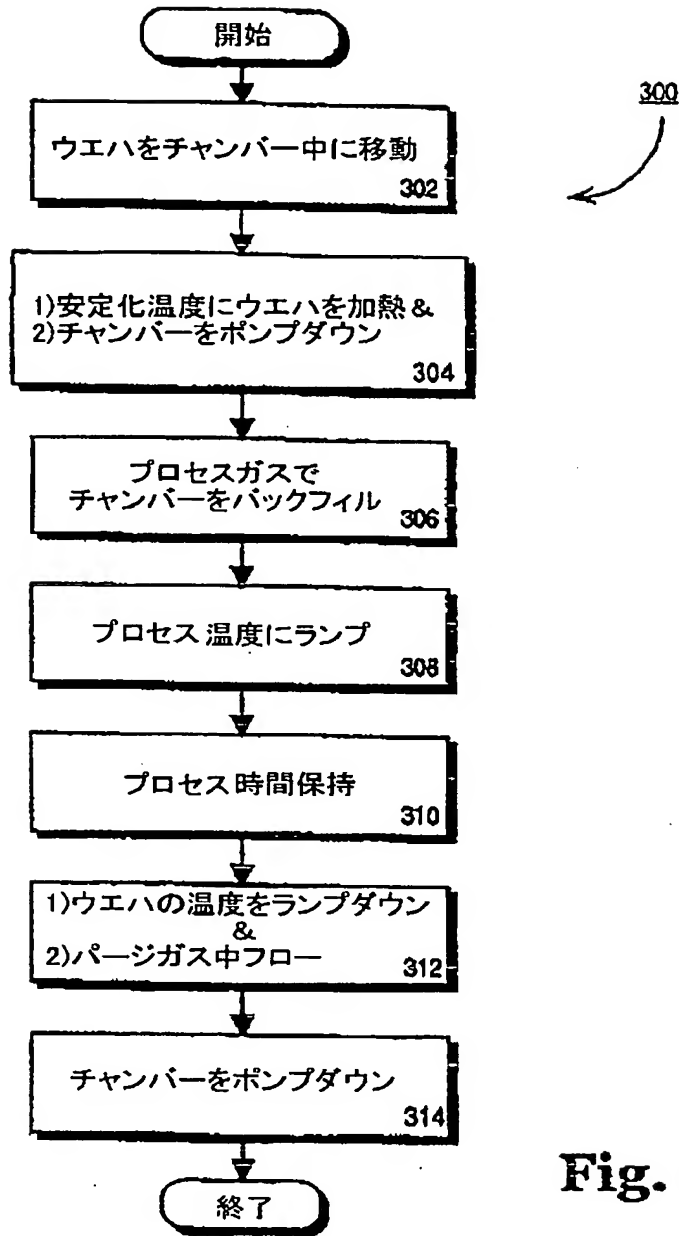 開始
300
ウエハをチャンバー中に移動
302
1)安定化温度にウエハを加熱&
2)チャンバーをポンプダウン
304
プロセスガスで
チャンバーをバックフィル
306
プロセス温度にランプ
308
プロセス時間保持
310
1)ウエハの温度をランプダウン
&
2)パージガス中フロー
312
チャンバーをポンプダウン
314
終了
Fig.